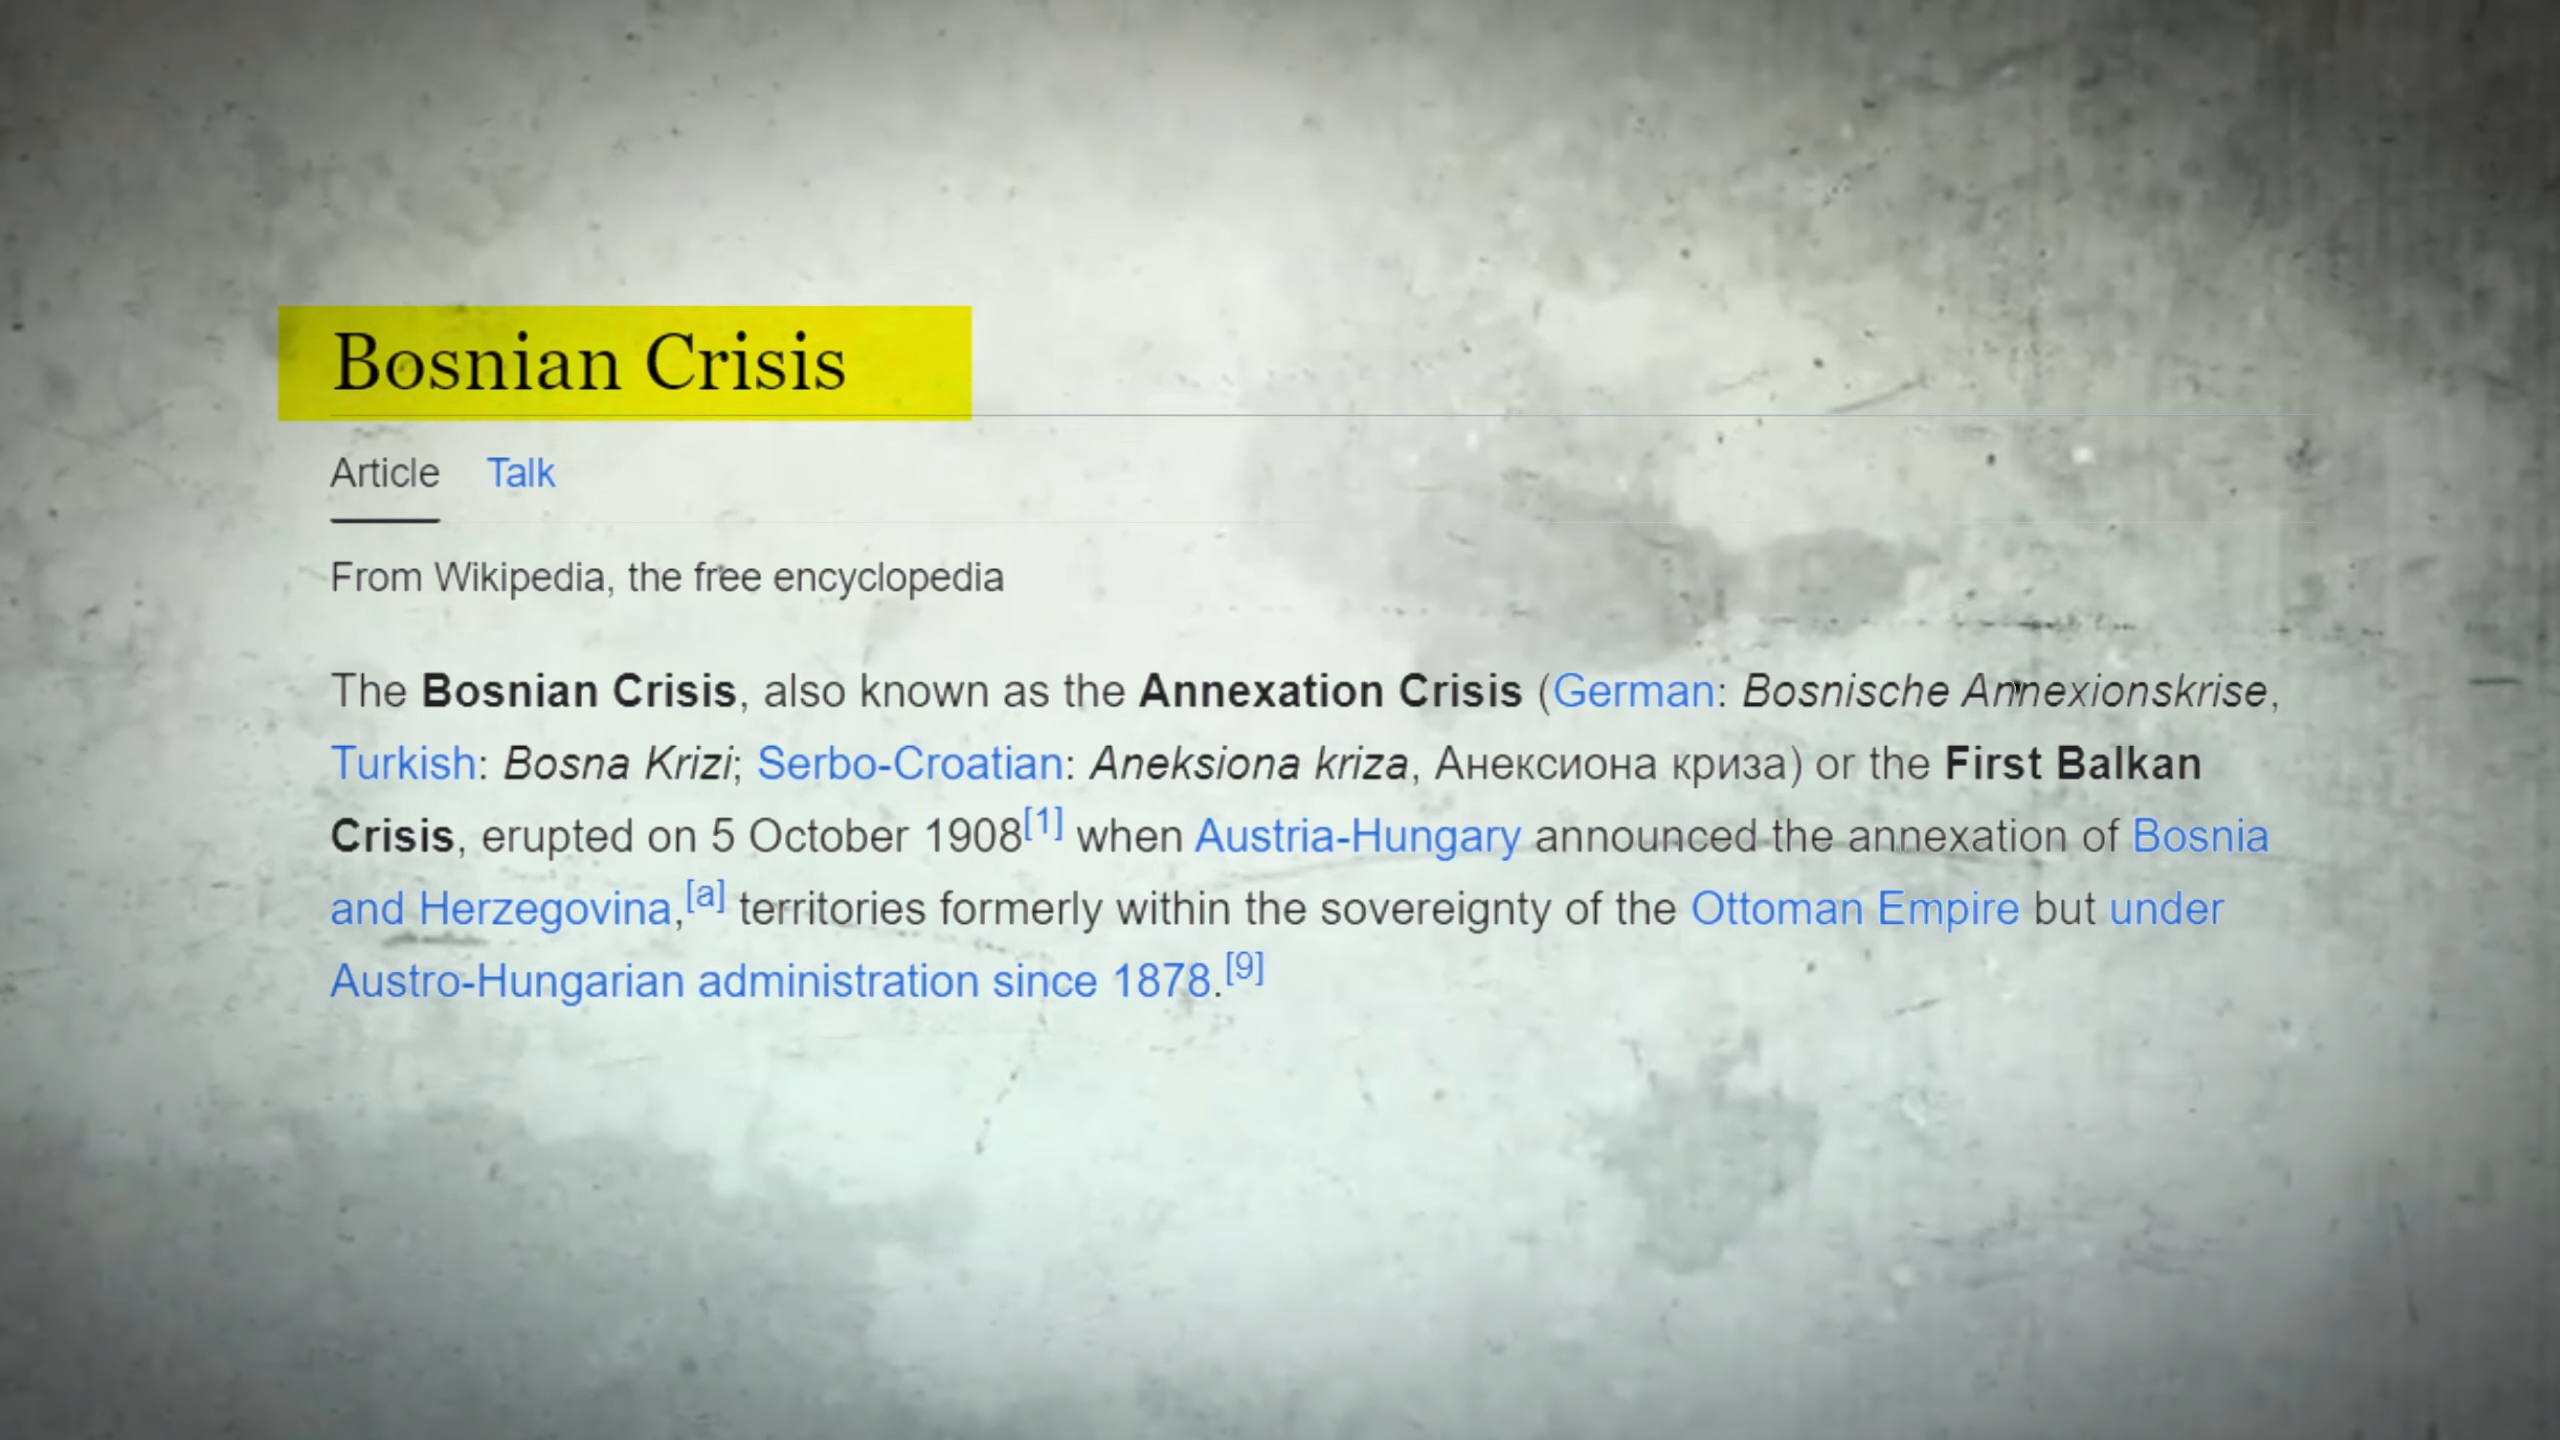 Bosnian Crisis
Article Talk
From Wikipedia, the free encyclopedia
The Bosnian Crisis, also known as the Annexation Crisis (German: Bosnische Annexionskrise,
Turkish: Bosna Krizi; Serbo-Croatian: Aneksiona kriza, Анексиона криза) or the First Balkan
Crisis, erupted on 5 October 1908[1] when Austria-Hungary announced the annexation of Bosnia
and Herzegovina,[a] territories formerly within the sovereignty of the Ottoman Empire but under
Austro-Hungarian administration since 1878.[9]